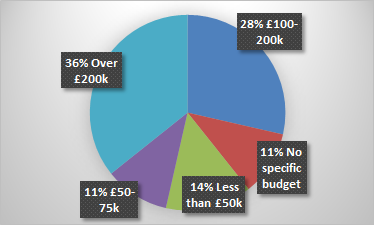 28% £100-
200k
36% Over
£200k
11% No
specific
budget
14% Less
than £50k
11% £50-
75k